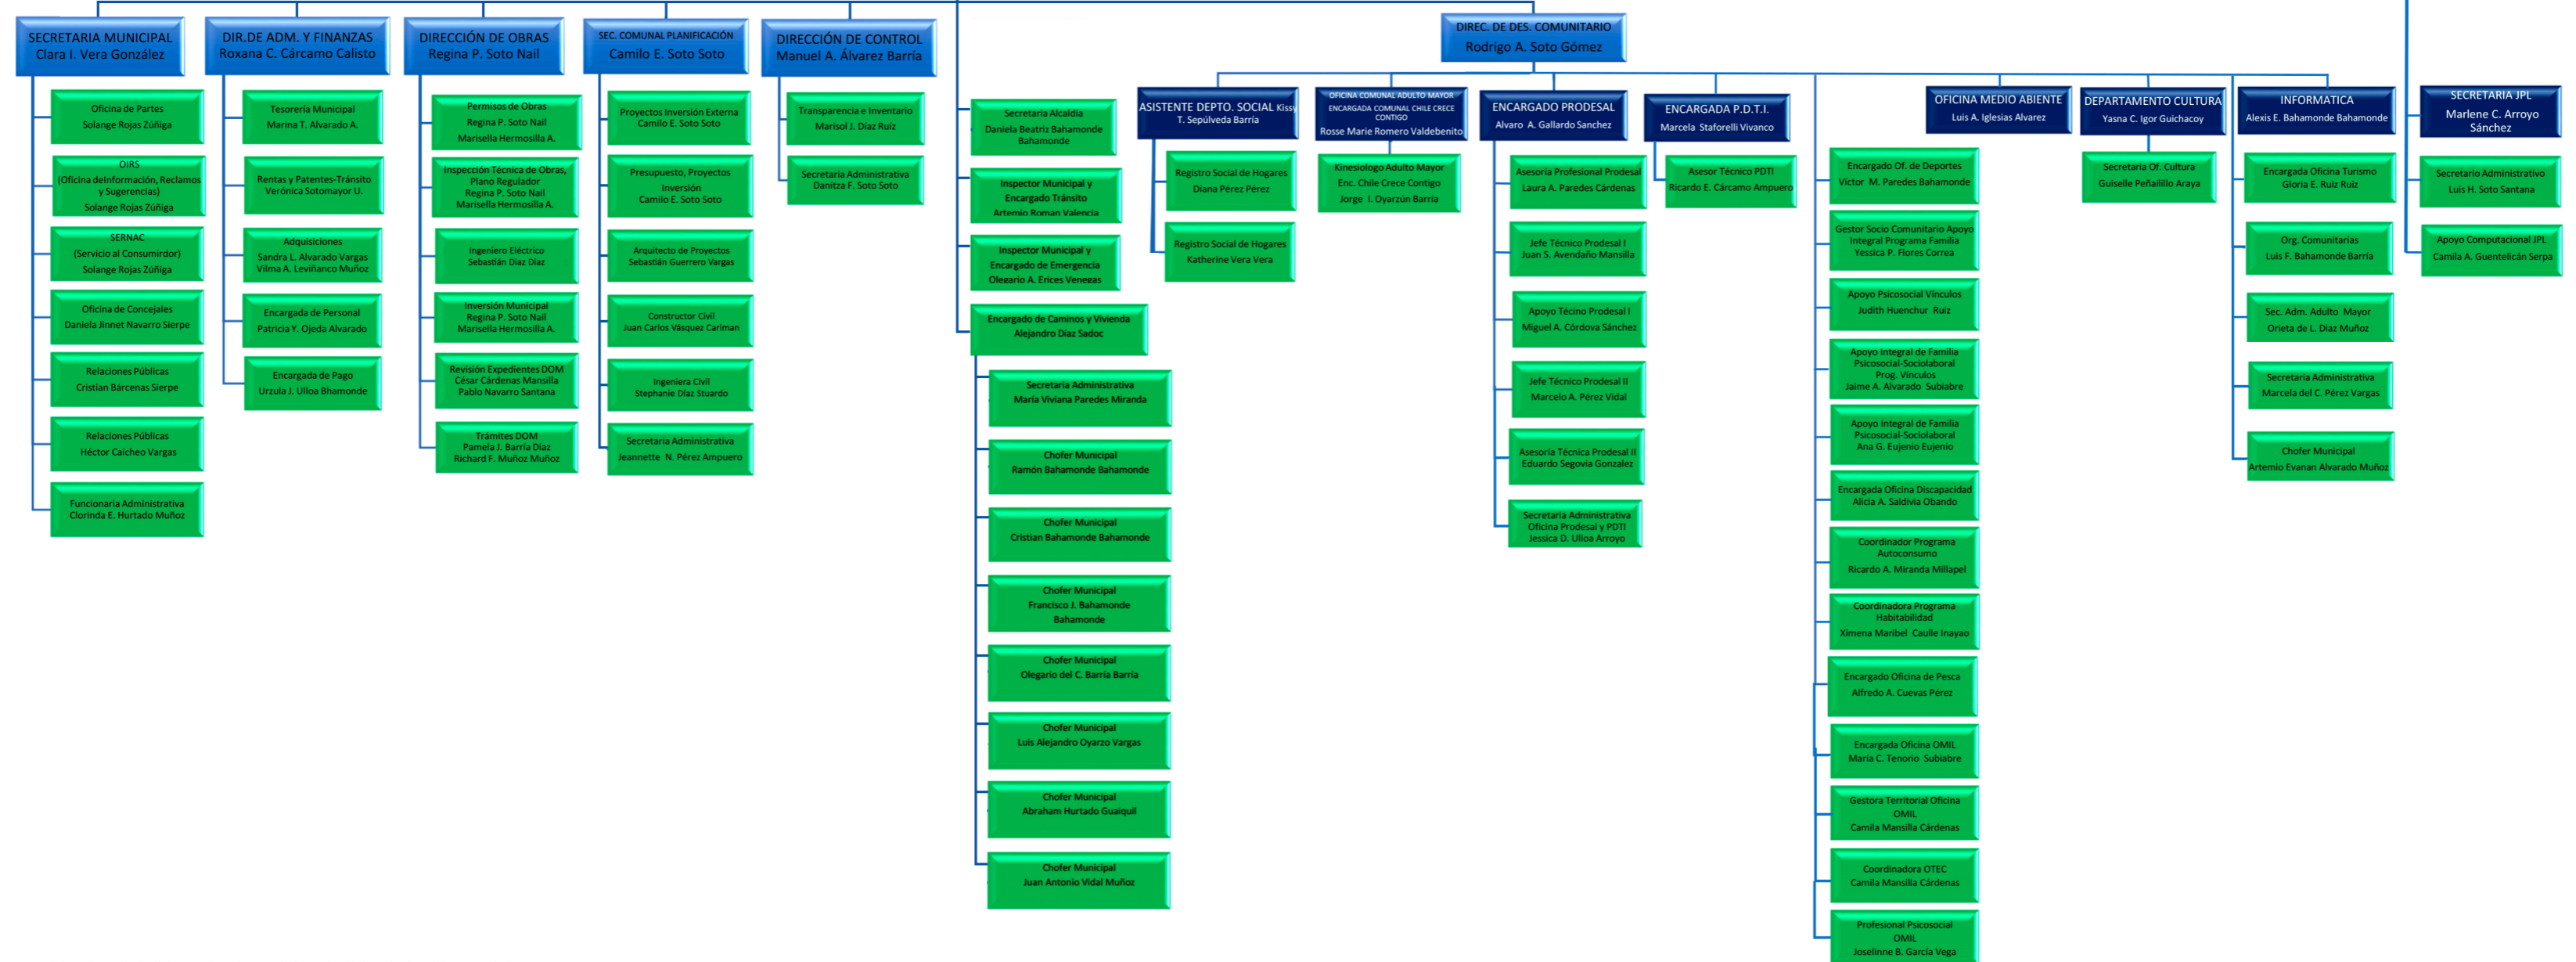 SECRETARIA MUNICIPAL
Clara I. Vera González
Oficina de Partes
Solange Rojas Zúñiga
OIRS
(Oficina deInformación, Reclamos
y Sugerencias)
Solange Rojas Zúñiga
SERNAC
(Servicio al Consumirdor)
Solange Rojas Zúñiga
Oficina de Concejales
Daniela Jinnet Navarro Sierpe
Relaciones Públicas
Cristian Bárcenas Sierpe
Relaciones Públicas
Héctor Caicheo Vargas
Funcionaria Administrativa
Clorinda E. Hurtado Muñoz
DIR.DE ADM. Y FINANZAS
Roxana C. Cárcamo Calisto
Tesorería Municipal
Marina T. Alvarado A.
Rentas y Patentes-Tránsito
Verónica Sotomayor U.
Adquisiciones
Sandra L. Alvarado Vargas
Vilma A. Leviñanco Muñoz
Encargada de Personal
Patricia Y. Ojeda Alvarado
Encargada de Pago
Urzula J. Ulloa Bhamonde
DIRECCIÓN DE OBRAS
Regina P. Soto Nail
Permisos de Obras
Regina P. Soto Nail
Marisella Hermosilla A.
Inspección Técnica de Obras,
Plano Regulador
Regina P. Soto Nail
Marisella Hermosilla A.
Ingeniero Eléctrico
Sebastián Diaz Diaz
Inversión Municipal
Regina P. Soto Nail
Marisella Hermosilla A.
Revisión Expedientes DOM
César Cárdenas Mansilla
Pablo Navarro Santana
Trámites DOM
Pamela J. Barría Díaz
Richard F. Muñoz Muñoz
SEC. COMUNAL PLANIFICACIÓN
Camilo E. Soto Soto
Proyectos Inversión Externa
Camilo E. Soto Soto
Presupuesto, Proyectos
Inversión
Camilo E. Soto Soto
Arquitecto de Proyectos
Sebastlán Guerrero Vargas
Constructor Civil
Juan Carlos Vásquez Cariman
Ingeniera Civil
Stephanie Díaz Stuardo
Secretaria Administrativa
Jeannette N. Pérez Ampuero
DIRECCIÓN DE CONTROL
Manuel A. Álvarez Barría
Transparencia e Inventario
Marisol J. Díaz Ruíz
Secretaria Administrativa
Danitza F. Soto Soto
Secretaria Alcaldía
Daniela Beatriz Bahamonde
Bahamonde
Inspector Municipal y
Encargado Tránsito
Artemio Roman Valencia
Inspector Municipal y
Encargado de Emergencia
Olegario A. Erices Venegas
Encargado de Caminos y Vivienda
Alejandro Díaz Sadoc
Secretaria Administrativa
María Viviana Paredes Miranda
Chofer Municipal
Ramón Bahamonde Bahamonde
Chofer Municipal
Cristian Bahamonde Bahamonde
Chofer Municipal
Francisco J. Bahamonde
Bahamonde
Chofer Municipal
Olegario del C. Barría Barría
Chofer Municipal
Luis Alejandro Oyarzo Vargas
Chofer Municipal
Abraham Hurtado Guaiquil
Chofer Municipal
Juan Antonio Vidal Muñoz
DIREC. DE DES. COMUNITARIO
Rodrigo A. Soto Gómez
ASISTENTE DEPTO. SOCIAL Kissy
T. Sepúlveda Barría
Registro Social de Hogares
Diana Pérez Pérez
Registro Social de Hogares
Katherine Vera Vera
OFICINA COMUNAL ADULTO MAYOR
ENCARGADA COMUNAL CHILE CRECE
CONTIGO
Rosse Marie Romero Valdebenito
Kinesiologo Adulto Mayor
Enc. Chile Crece Contigo
Jorge I. Oyarzún Barria
ENCARGADO PRODESAL
Alvaro A. Gallardo Sanchez
Asesoría Profesional Prodesal
Laura A. Paredes Cárdenas
Jefe Técnico Prodesal I
Juan S. Avendaño Mansilla
Apoyo Técino Prodesal I
Miguel A. Córdova Sánchez
Jefe Técnico Prodesal II
Marcelo A. Pérez Vidal
Asesoría Técnica Prodesal II
Eduardo Segovia Gonzalez
Secretaria Administrativa
Oficina Prodesal y PDTI
Jessica D. Ulloa Arroyo
ENCARGADA P.D.T.I.
Marcela Staforelli Vivanco
Asesor Técnico PDTI
Ricardo E. Cárcamo Ampuero
Encargado Of. de Deportes
Víctor M. Paredes Bahamonde
Gestor Socio Comunitario Apoyo
Integral Programa Familia
Yessica P. Flores Correa
Apoyo Psicosocial Vínculos
Judith Huenchur Ruiz
Apoyo Integral de Familia
Psicosocial-Sociolaboral
Prog. Vínculos
Jaime A. Alvarado Subiabre
Apoyo Integral de Familia
Psicosocial-Sociolaboral
Ana G. Eujenio Eujenio
Encargada Oficina Discapacidad
Alicia A. Saldivia Obando
Coordinador Programa
Autoconsumo
Ricardo A. Miranda Millapel
Coordinadora Programa
Habitabilidad
Ximena Maribel Caulle Inayao
Encargado Oficina de Pesca
Alfredo A. Cuevas Pérez
Encargada Oficina OMIL
María C. Tenorio Subiabre
Gestora Territorial Oficina
OMIL
Camila Mansilla Cárdenas
Coordinadora OTEC
Camila Mansilla Cárdenas
Profesional Psicosocial
OMIL
Joselinne B. García Vega
OFICINA MEDIO ABIENTE
Luis A. Iglesias Alvarez
DEPARTAMENTO CULTURA
Yasna C. Igor Guichacoy
Secretaria Of. Cultura
Guiselle Peñailillo Araya
INFORMATICA
Alexis E. Bahamonde Bahamonde
Encargada Oficina Turismo
Gloria E. Ruiz Ruiz
Org. Comunitarias
Luis F. Bahamonde Barría
Sec. Adm. Adulto Mayor
Orieta de L. Diaz Muñoz
Secretaria Administrativa
Marcela del C. Pérez Vargas
Chofer Municipal
Artemio Evanan Alvarado Muñoz
SECRETARIA JPL
Marlene C. Arroyo
Sánchez
Secretario Administrativo
Luis H. Soto Santana
Apoyo Computacional JPL
Camila A. Guentelicán Serpa